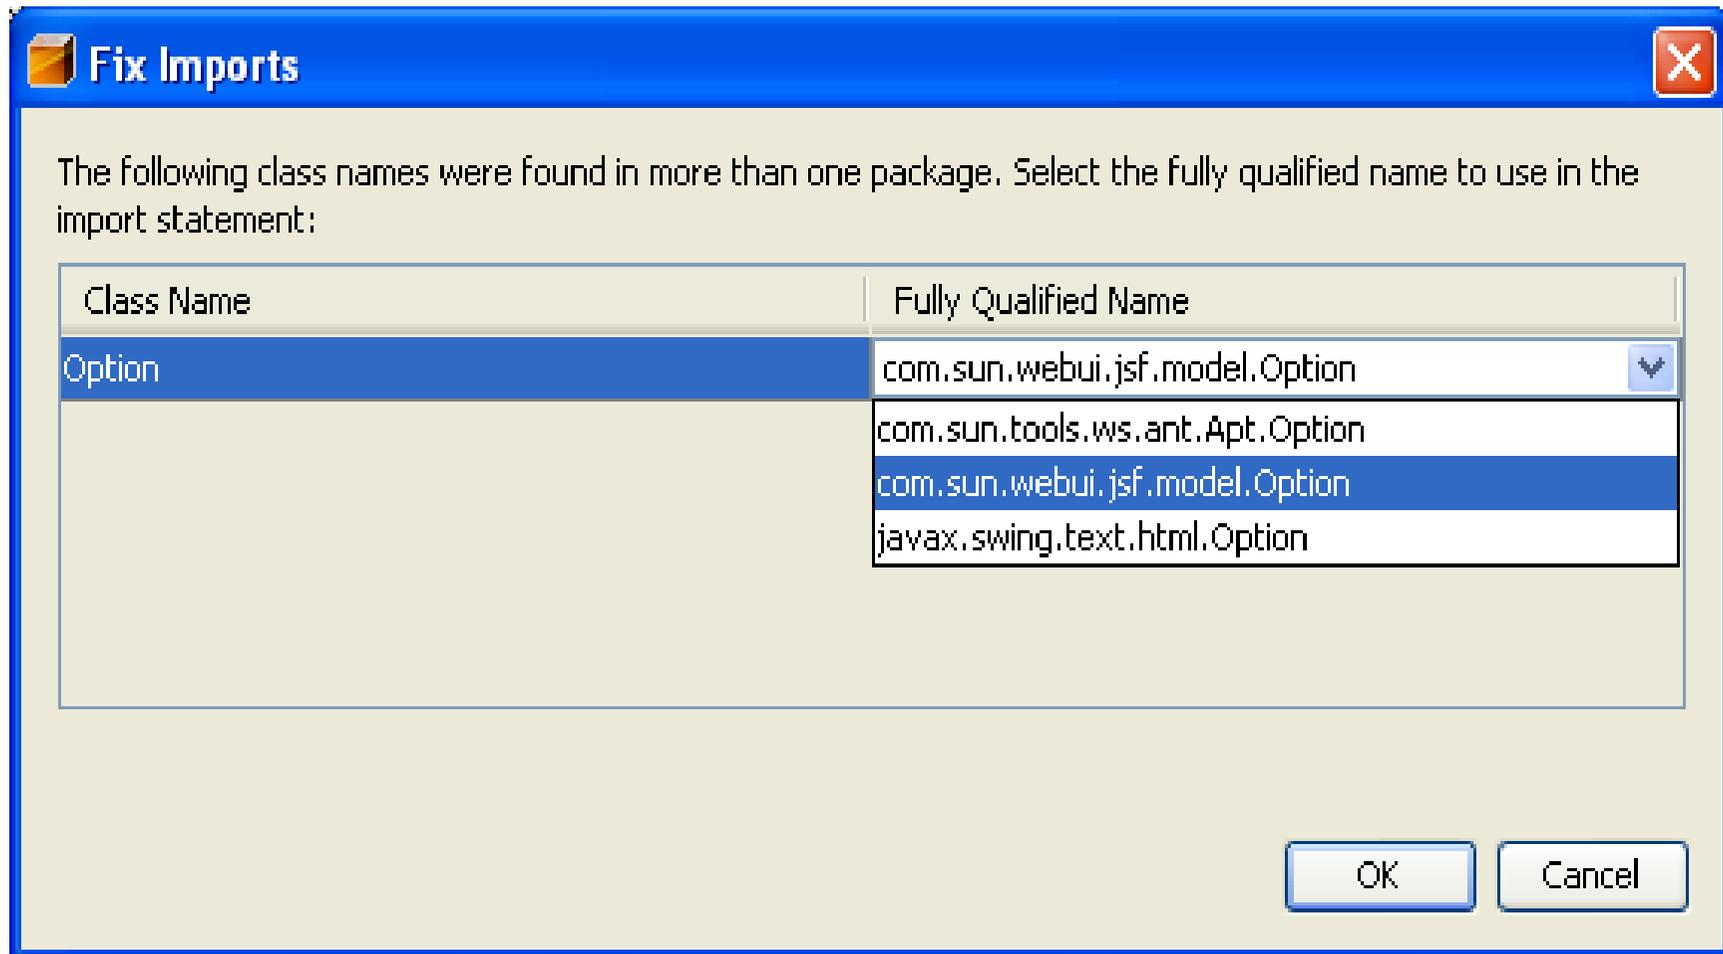 Fix Imports
The following class names were found in more than one package. Select the fully qualified name to use in the
import statement:
Class Name Fully Qualified Name
Option com.sun.webui.jsf.model.Option
com.sun.tools.ws.ant.Apt.Option
com.sun.webui.jsf.model.Option
javax.swing.text.html.Option
OK Cancel